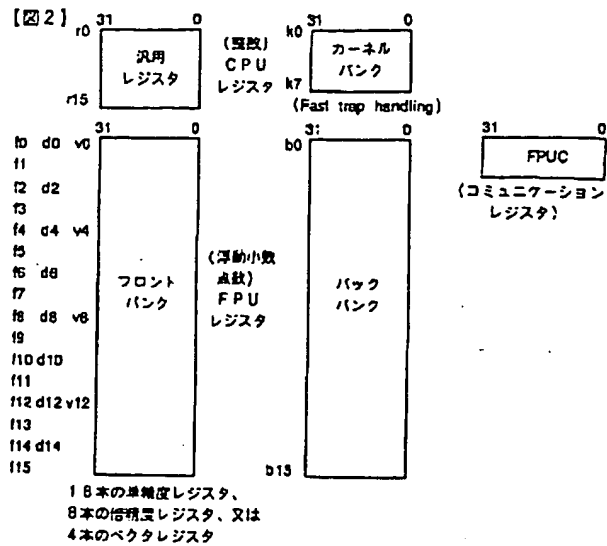 【図2】
31 0
r0
r15
汎用
レジスタ
(整数)
CPU
レジスタ
31 0
k0
k7
カーネル
バンク
(Fast trap handling)
31 0
f0 d0 v0
f1
f2 d2
f3
f4 d4 v4
f5
f6 d6
f7
f8 d8 v8
f9
f10 d10
f11
f12 d12 v12
f13
f14 d14
f15
フロント
バンク
(浮動小数
点数)
FPU
レジスタ
31 0
b0
b15
バック
バンク
31 0
FPUC
(コミュニケーション
レジスタ)
16本の単精度レジスタ、
8本の倍精度レジスタ、又は
4本のベクタレジスタ